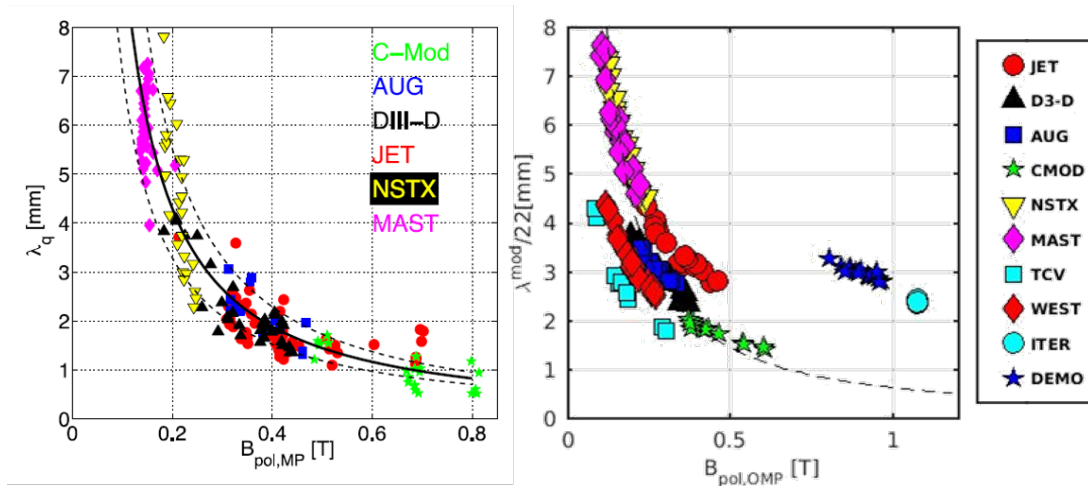 8
7
6
5
4
3
2
1
0
λq [mm]
0
0.2
0.4
0.6
0.8
Bpol,MP [T]
C–Mod
AUG
DIII–D
JET
NSTX
MAST
8
7
6
5
4
3
2
1
0
λmod/22[mm]
0
0.5
1
Bpol,OMP [T]
JET
D3-D
AUG
CMOD
NSTX
MAST
TCV
WEST
ITER
DEMO